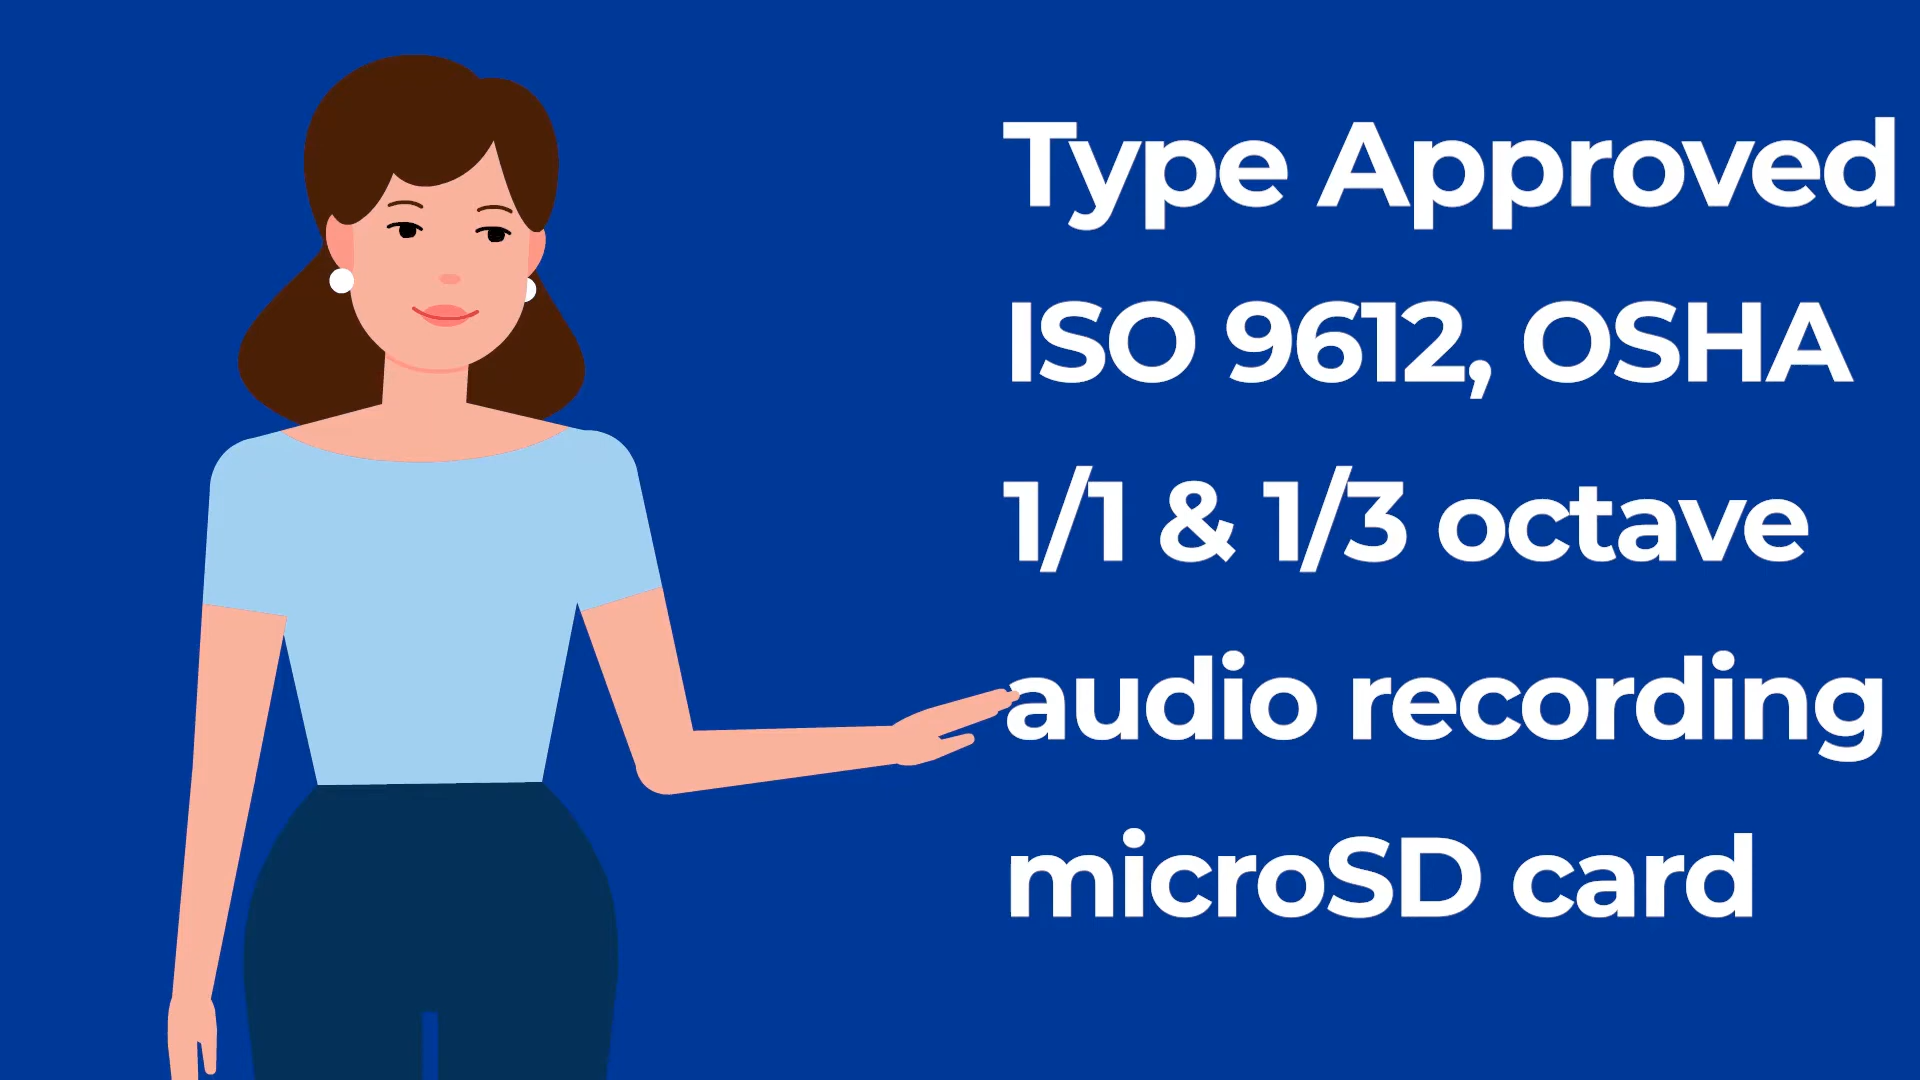 Type Approved
ISO 9612, OSHA
1/1 & 1/3 octave
audio recording
microSD card